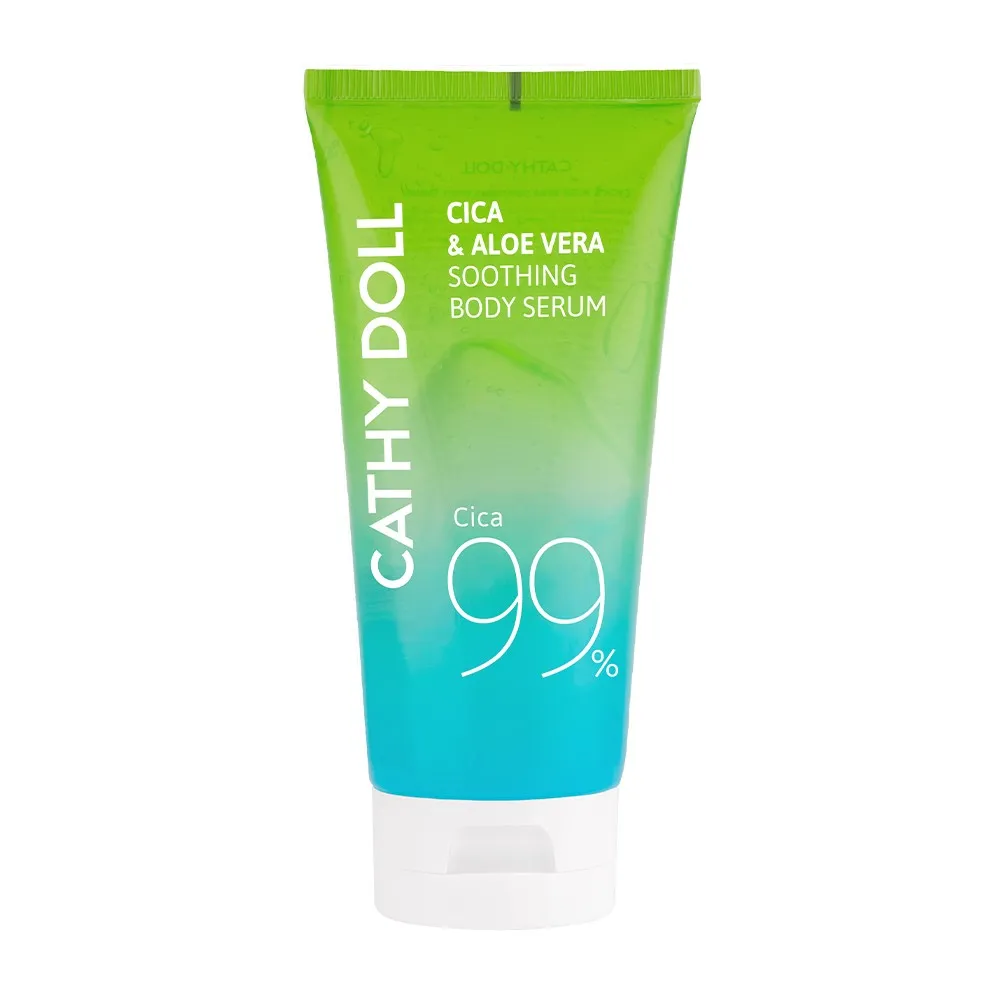 CATHY DOLL
CICA
& ALOE VERA
SOOTHING
BODY SERUM
Cica
99%